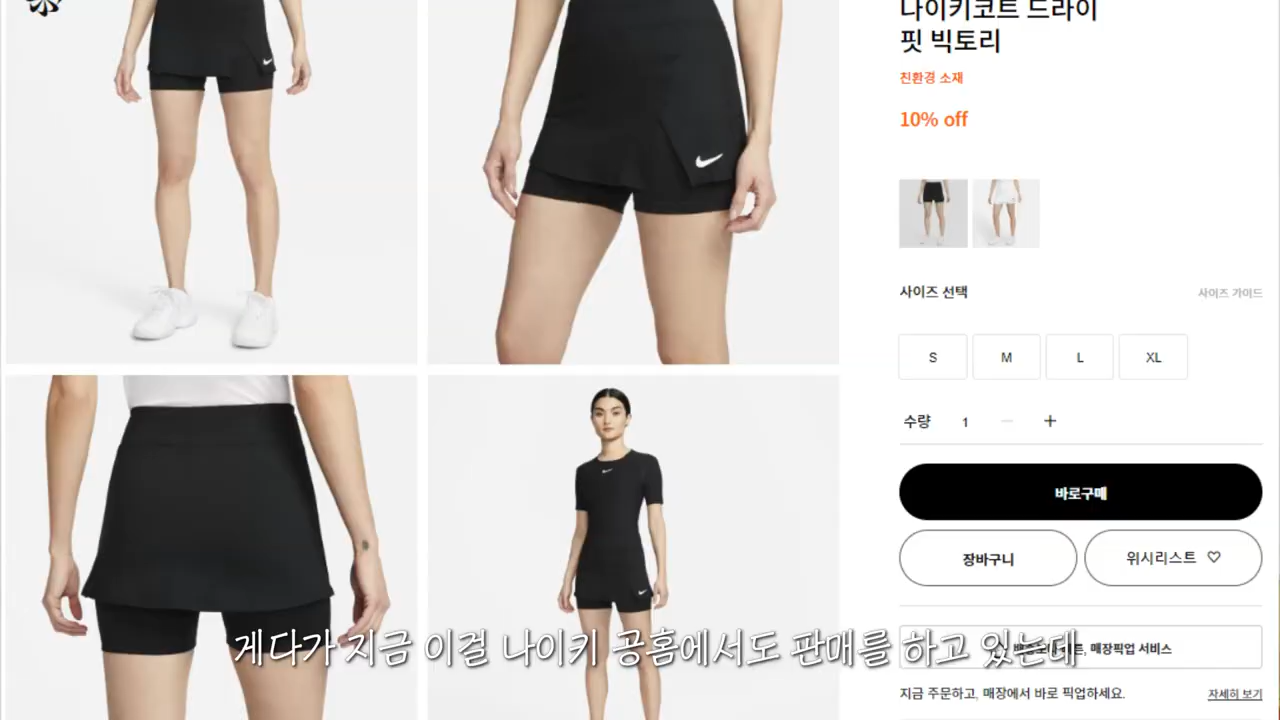 나이키코트 드라이
핏 빅토리
친환경 소재
10% off
사이즈 선택
사이즈 가이드
S
M
L
XL
수량
1
바로구매
장바구니
위시리스트
매장픽업 서비스
지금 주문하고, 매장에서 바로 픽업하세요.
자세히 보기
게다가 지금 이걸 나이키 공홈에서도 판매를 하고 있는데